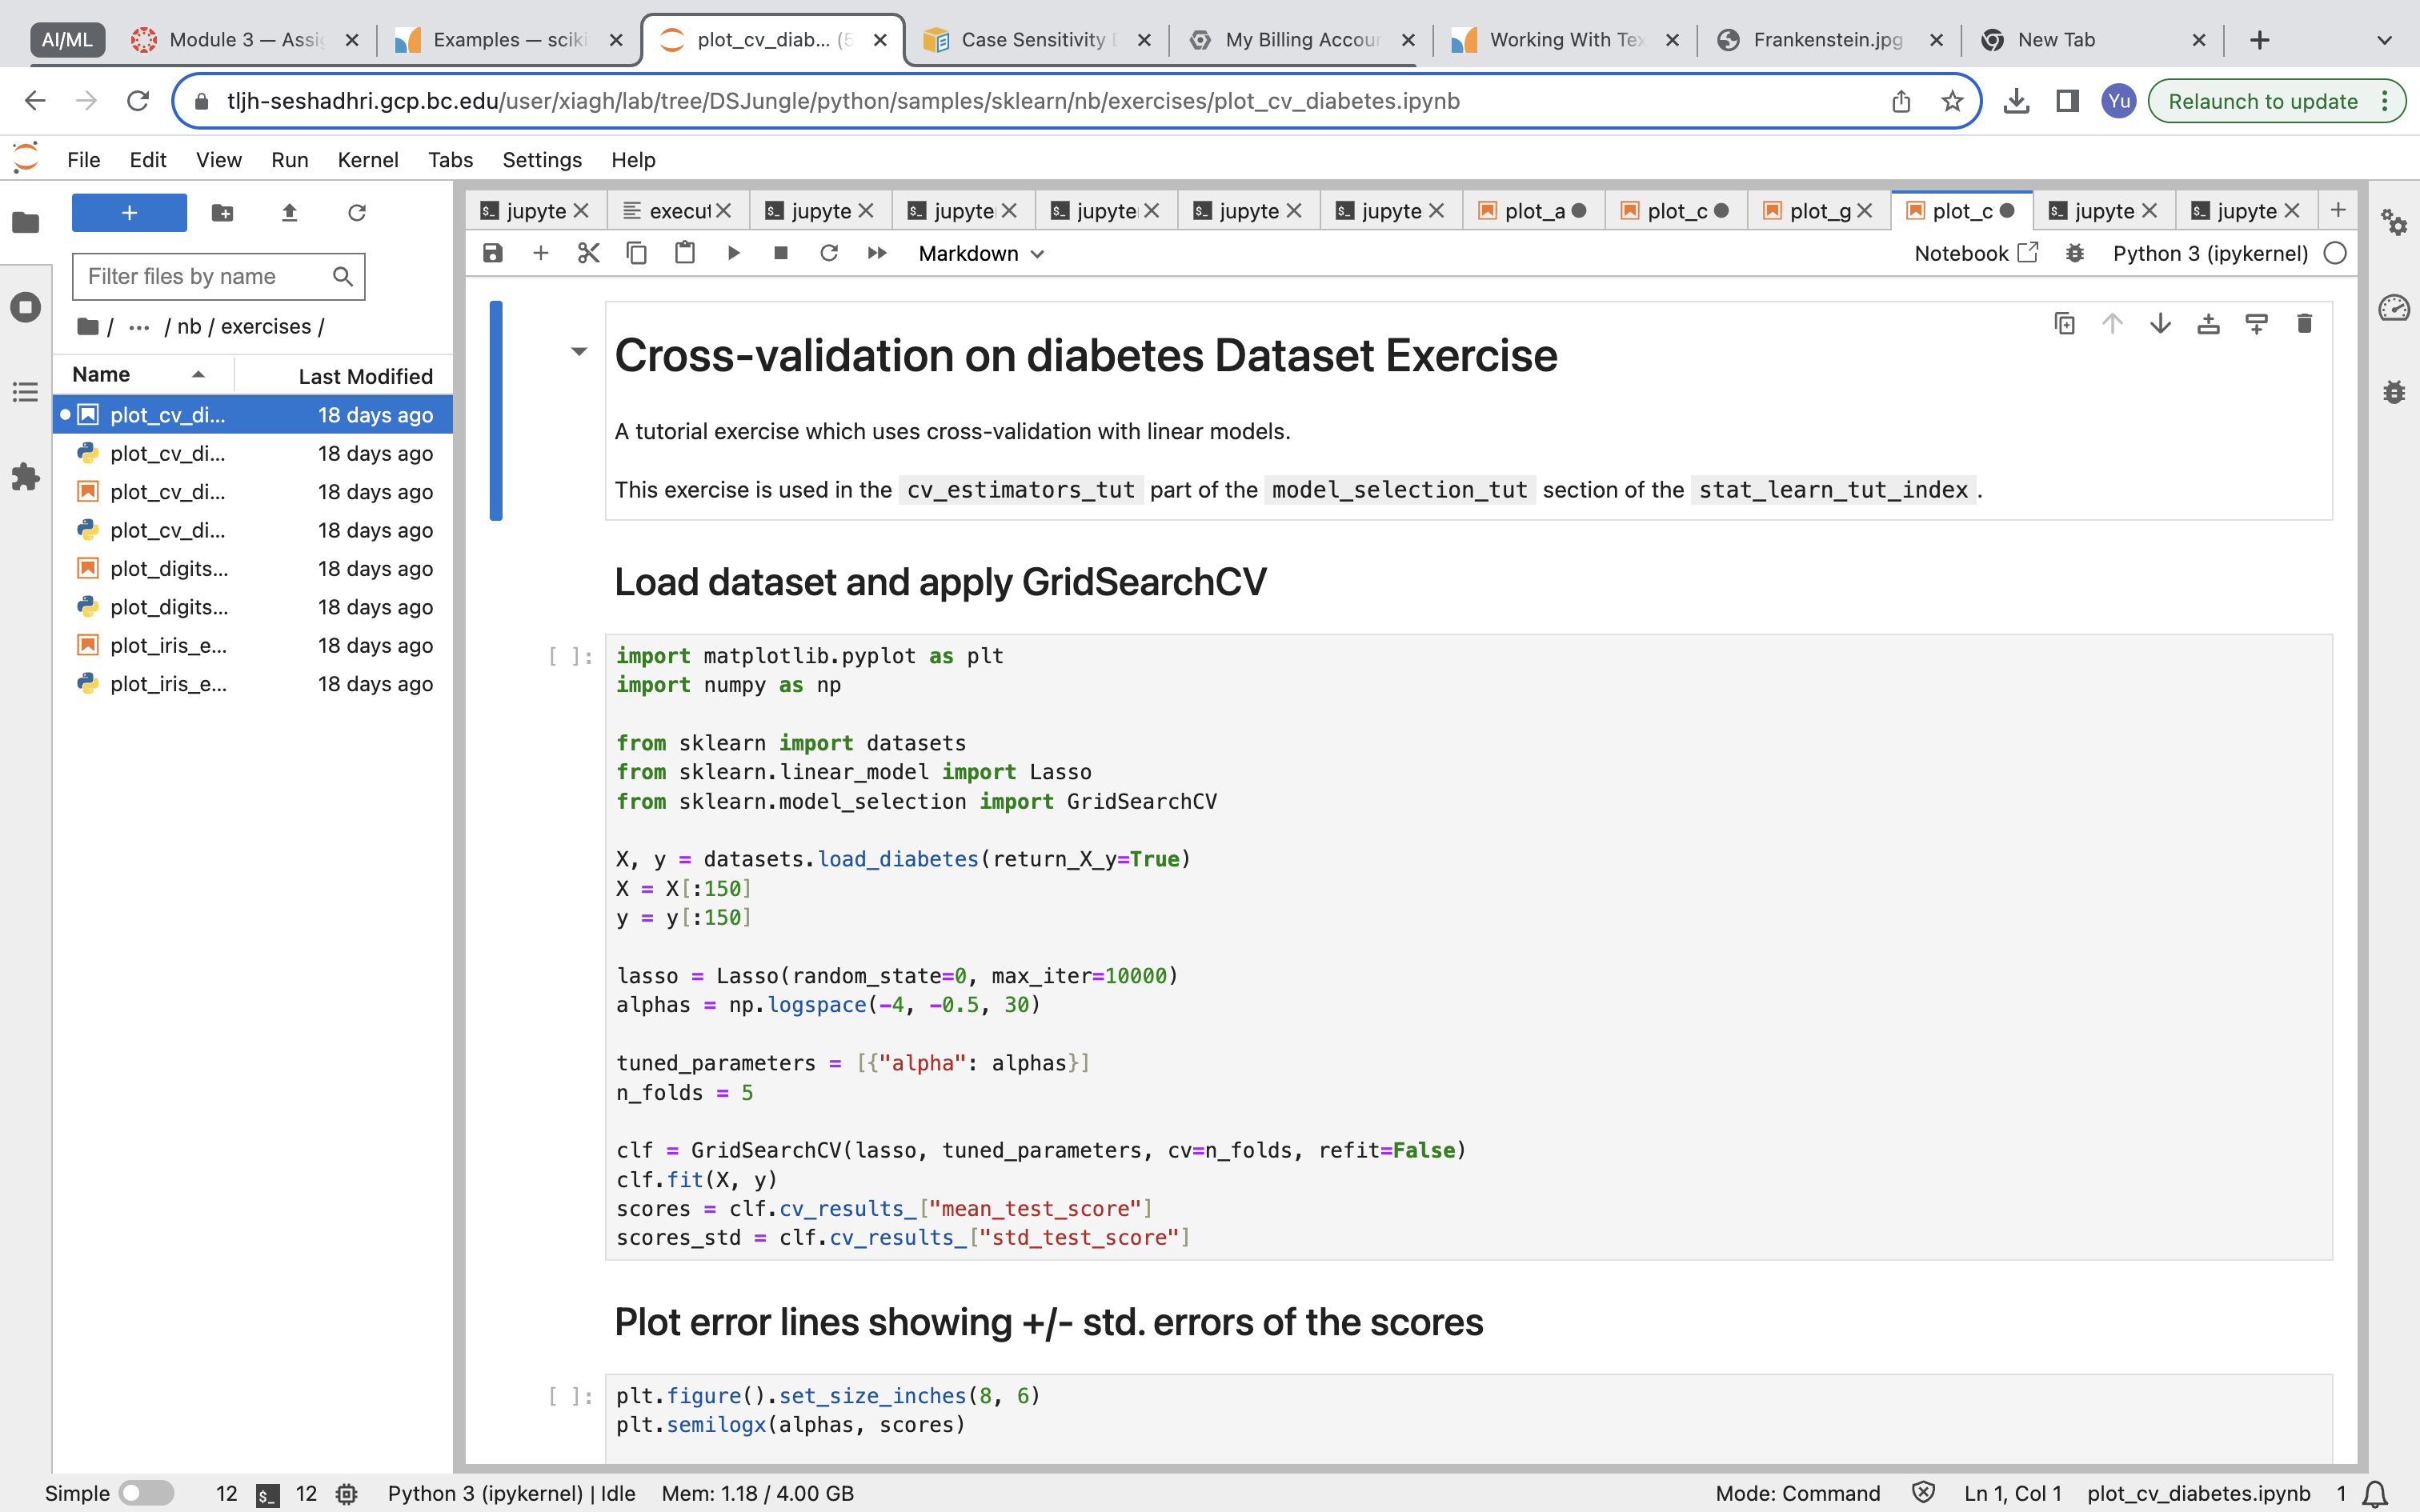 AI/ML
Module 3 — Assig
Examples — sciki
plot_cv_diab... (5
Case Sensitivity D
My Billing Accour
Working With Tex
Frankenstein.jpg
New Tab
tljh-seshadhri.gcp.bc.edu/user/xiagh/lab/tree/DSJungle/python/samples/sklearn/nb/exercises/plot_cv_diabetes.ipynb
Yu
Relaunch to update
File Edit View Run Kernel Tabs Settings Help
jupyte
execut
jupyte
jupyte
jupyte
jupyte
jupyte
plot_a
plot_c
plot_g
plot_c
jupyte
jupyte
Markdown
Notebook
Python 3 (ipykernel)
Filter files by name
/ ... / nb / exercises /
Name Last Modified
plot_cv_di... 18 days ago
plot_cv_di... 18 days ago
plot_cv_di... 18 days ago
plot_cv_di... 18 days ago
plot_digits... 18 days ago
plot_digits... 18 days ago
plot_iris_e... 18 days ago
plot_iris_e... 18 days ago
Cross-validation on diabetes Dataset Exercise
A tutorial exercise which uses cross-validation with linear models.
This exercise is used in the cv_estimators_tut part of the model_selection_tut section of the stat_learn_tut_index.
Load dataset and apply GridSearchCV
[ ]: import matplotlib.pyplot as plt
import numpy as np
from sklearn import datasets
from sklearn.linear_model import Lasso
from sklearn.model_selection import GridSearchCV
X, y = datasets.load_diabetes(return_X_y=True)
X = X[:150]
y = y[:150]
lasso = Lasso(random_state=0, max_iter=10000)
alphas = np.logspace(-4, -0.5, 30)
tuned_parameters = [{"alpha": alphas}]
n_folds = 5
clf = GridSearchCV(lasso, tuned_parameters, cv=n_folds, refit=False)
clf.fit(X, y)
scores = clf.cv_results_["mean_test_score"]
scores_std = clf.cv_results_["std_test_score"]
Plot error lines showing +/- std. errors of the scores
[ ]: plt.figure().set_size_inches(8, 6)
plt.semilogx(alphas, scores)
Simple 12 $_ 12 Python 3 (ipykernel) | Idle Mem: 1.18 / 4.00 GB Mode: Command Ln 1, Col 1 plot_cv_diabetes.ipynb 1